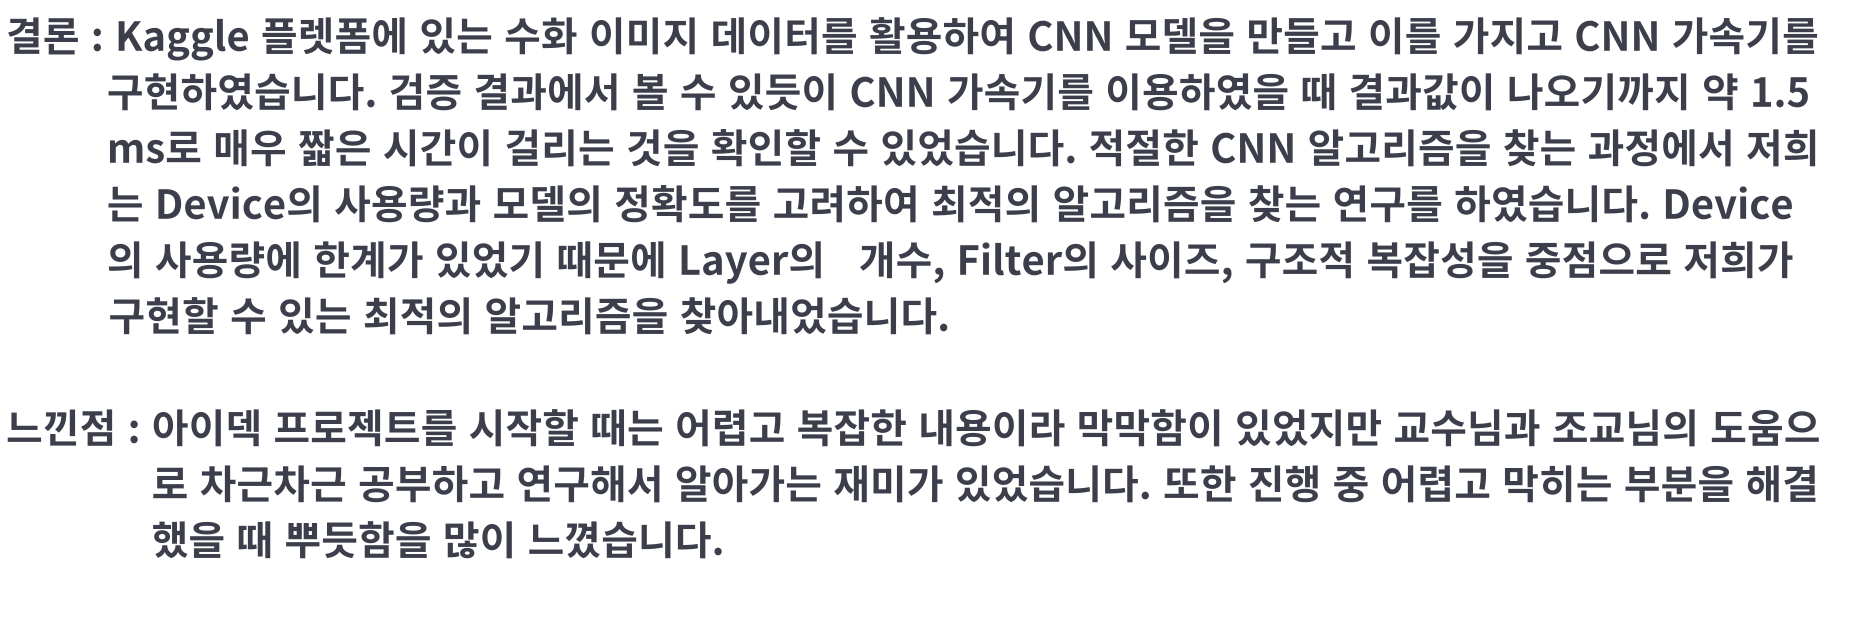 결론 : Kaggle 플렛폼에 있는 수화 이미지 데이터를 활용하여 CNN 모델을 만들고 이를 가지고 CNN 가속기를
구현하였습니다. 검증 결과에서 볼 수 있듯이 CNN 가속기를 이용하였을 때 결과값이 나오기까지 약 1.5
ms로 매우 짧은 시간이 걸리는 것을 확인할 수 있었습니다. 적절한 CNN 알고리즘을 찾는 과정에서 저희
는 Device의 사용량과 모델의 정확도를 고려하여 최적의 알고리즘을 찾는 연구를 하였습니다. Device
의 사용량에 한계가 있었기 때문에 Layer의 개수, Filter의 사이즈, 구조적 복잡성을 중점으로 저희가
구현할 수 있는 최적의 알고리즘을 찾아내었습니다.
느낀점 : 아이덱 프로젝트를 시작할 때는 어렵고 복잡한 내용이라 막막함이 있었지만 교수님과 조교님의 도움으
로 차근차근 공부하고 연구해서 알아가는 재미가 있었습니다. 또한 진행 중 어렵고 막히는 부분을 해결
했을 때 뿌듯함을 많이 느꼈습니다.